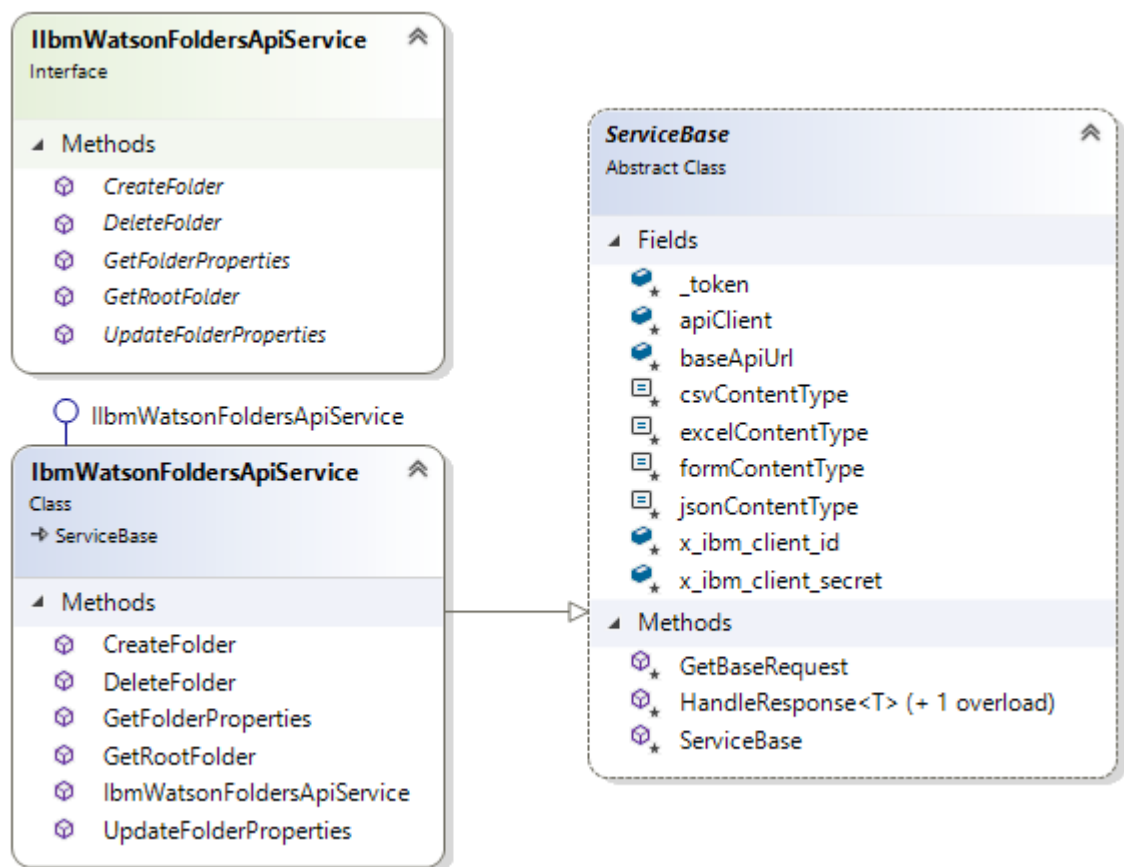 IIbmWatsonFoldersApiService
Interface
Methods
CreateFolder
DeleteFolder
GetFolderProperties
GetRootFolder
UpdateFolderProperties
IIbmWatsonFoldersApiService
IbmWatsonFoldersApiService
Class
ServiceBase
Methods
CreateFolder
DeleteFolder
GetFolderProperties
GetRootFolder
IbmWatsonFoldersApiService
UpdateFolderProperties
ServiceBase
Abstract Class
Fields
_token
apiClient
baseApiUrl
csvContentType
excelContentType
formContentType
jsonContentType
x_ibm_client_id
x_ibm_client_secret
Methods
GetBaseRequest
HandleResponse<T> (+ 1 overload)
ServiceBase